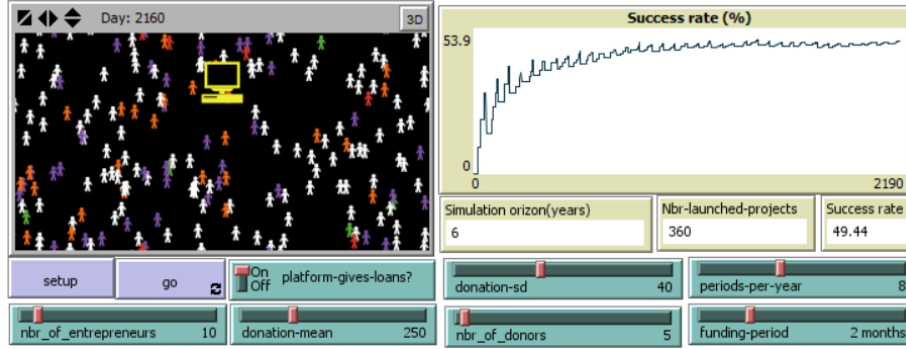 Day: 2160
3D
Success rate (%)
53.9
0
0
2190
Simulation orizon(years)
6
Nbr-launched-projects
360
Success rate
49.44
setup
go
On
Off
platform-gives-loans?
donation-sd
40
periods-per-year
8
nbr_of_entrepreneurs
10
donation-mean
250
nbr_of_donors
5
funding-period
2 months